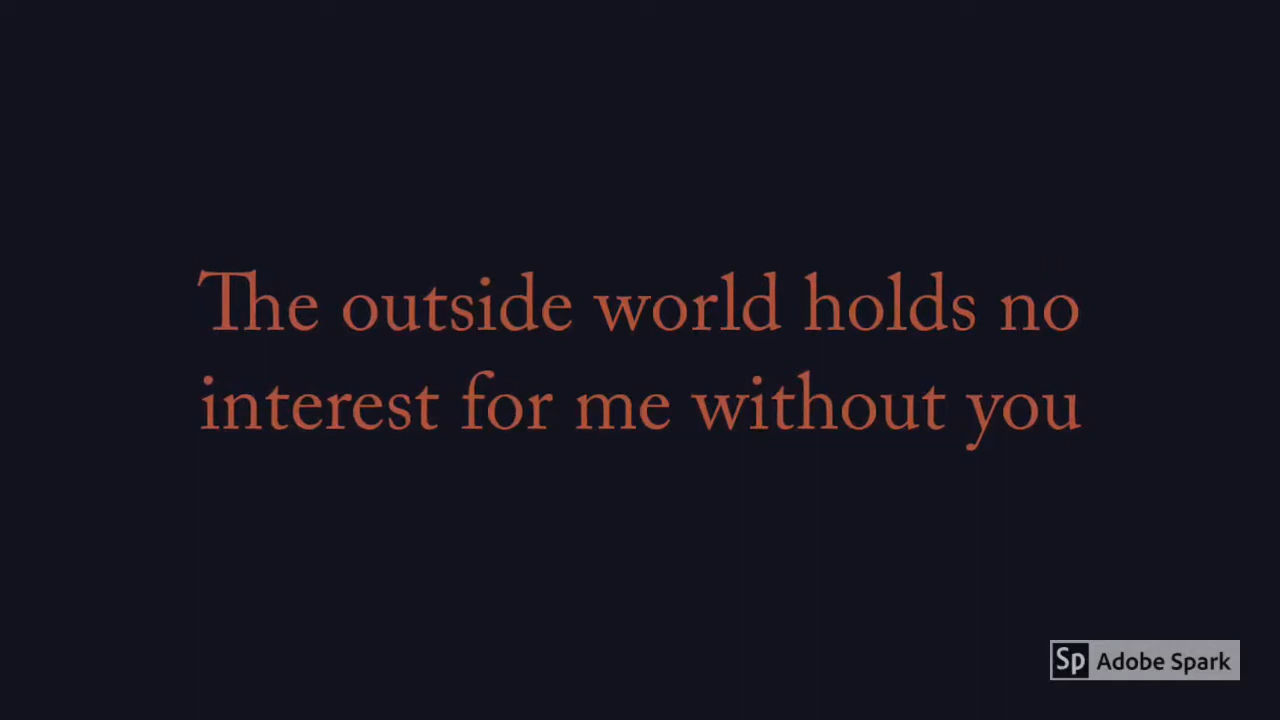 The outside world holds no
interest for me without you
Sp Adobe Spark